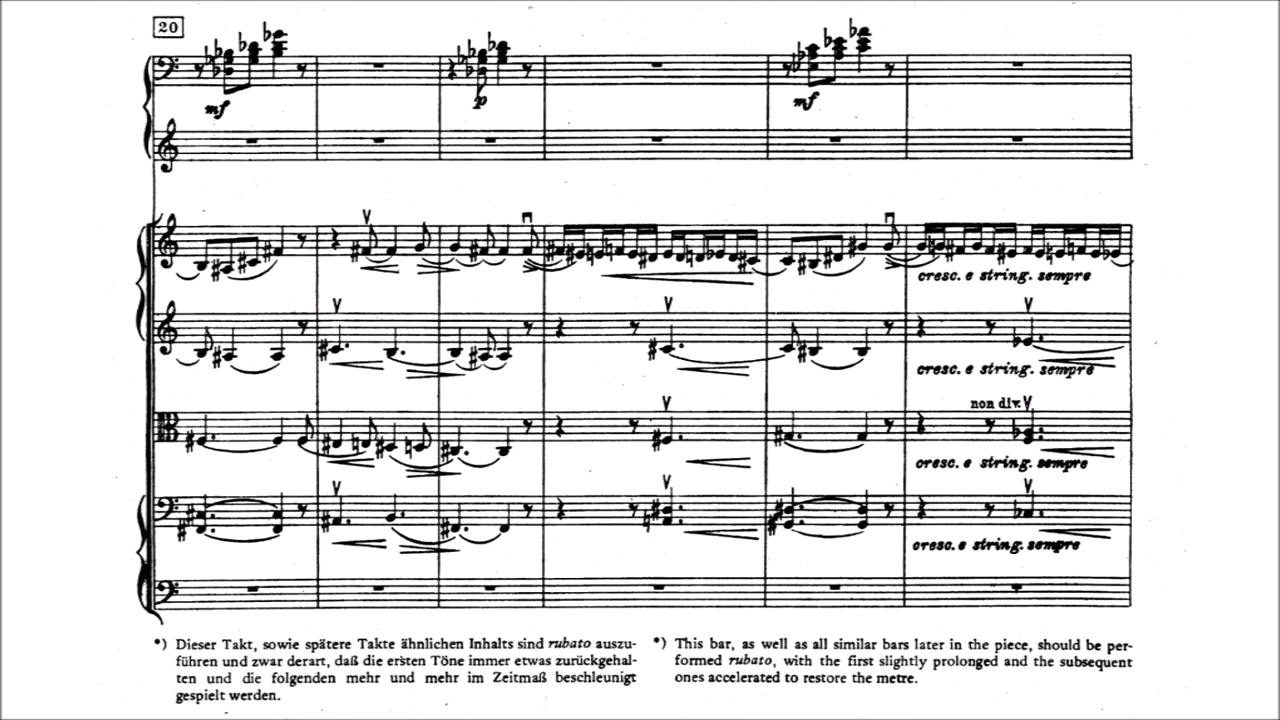 20
mf
p
mf
cresc. e string. sempre
cresc. e string. sempre
non div.
cresc. e string. sempre
cresc. e string. sempre
*) Dieser Takt, sowie spätere Takte ähnlichen Inhalts sind rubato auszu-
führen und zwar derart, daß die ersten Töne immer etwas zurückgehal-
ten und die folgenden mehr und mehr im Zeitmaß beschleunigt
gespielt werden.
*) This bar, as well as all similar bars later in the piece, should be per-
formed rubato, with the first slightly prolonged and the subsequent
ones accelerated to restore the metre.